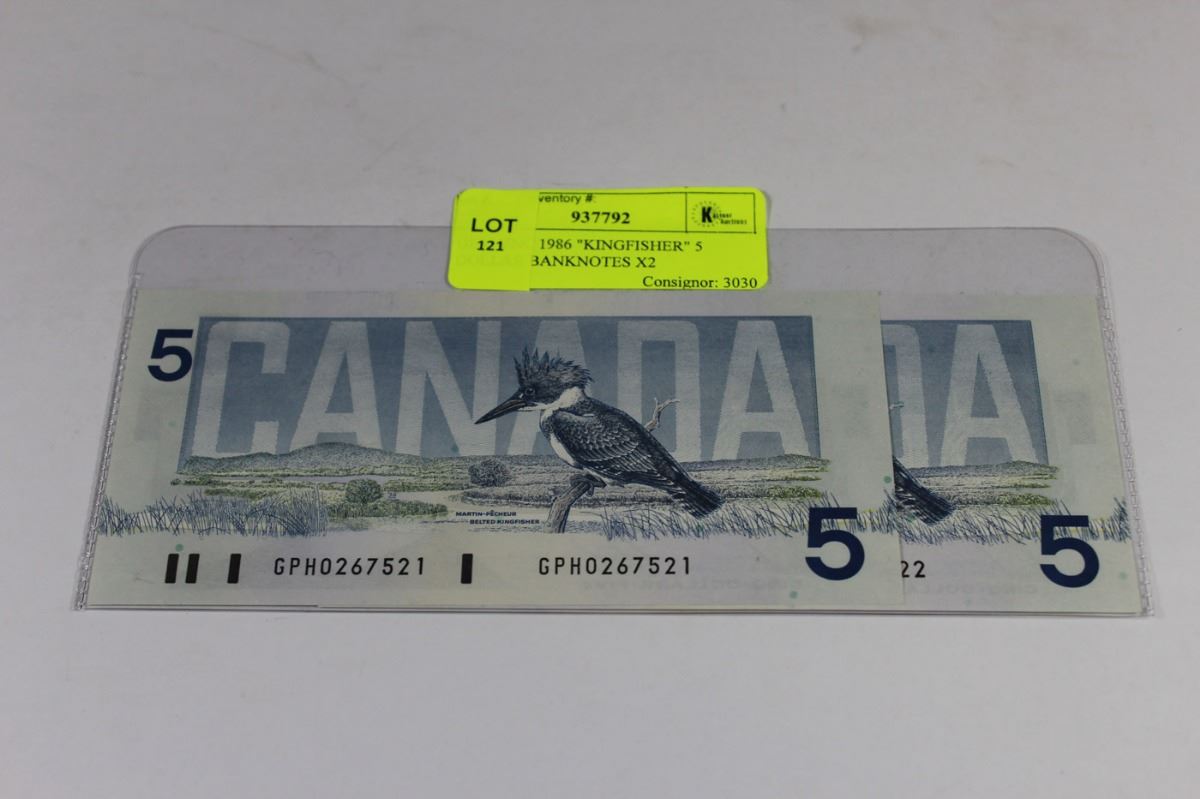 ventory #:
937792
LOT
121
1986 "KINGFISHER" 5
BANKNOTES X2
Consignor: 3030
5
CANADA
DA
MARTIN-PÊCHEUR
BELTED KINGFISHER
5
5
GPH0267521
GPH0267521
22